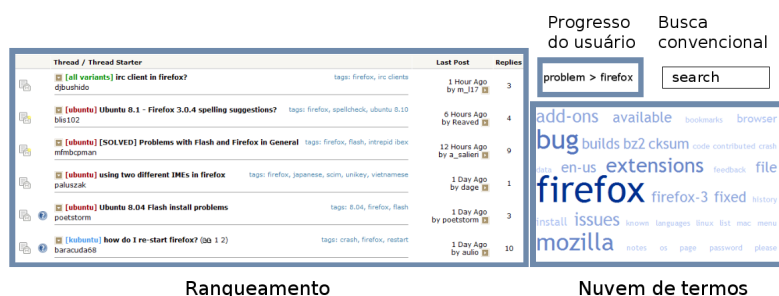 Progresso
do usuário
Busca
convencional
Thread / Thread Starter Last Post Replies
[all variants] irc client in firefox? tags: firefox, irc clients
djbushido
1 Hour Ago
by m_l17
3
[ubuntu] Ubuntu 8.1 - Firefox 3.0.4 spelling suggestions? tags: firefox, spellcheck, ubuntu 8.10
blis102
6 Hours Ago
by Reaved
4
[ubuntu] [SOLVED] Problems with Flash and Firefox in General tags: firefox, flash, intrepid ibex
mfmbcpman
12 Hours Ago
by a_salieri
9
[ubuntu] using two different IMEs in firefox tags: firefox, japanese, scim, unikey, vietnamese
paluszak
1 Day Ago
by dage
1
[ubuntu] Ubuntu 8.04 Flash install problems tags: 8.04, firefox, flash
poetstorm
1 Day Ago
by poetstorm
3
[kubuntu] how do I re-start firefox? (1 2) tags: crash, firefox, restart
baracuda68
1 Day Ago
by aulio
10
problem > firefox
search
add-ons available bookmarks browser
bug builds bz2 cksum code contributed crash
data en-us extensions feedback file
firefox firefox-3 fixed history
install issues known languages linux list mac menu
mozilla notes os page password please
Ranqueamento
Nuvem de termos